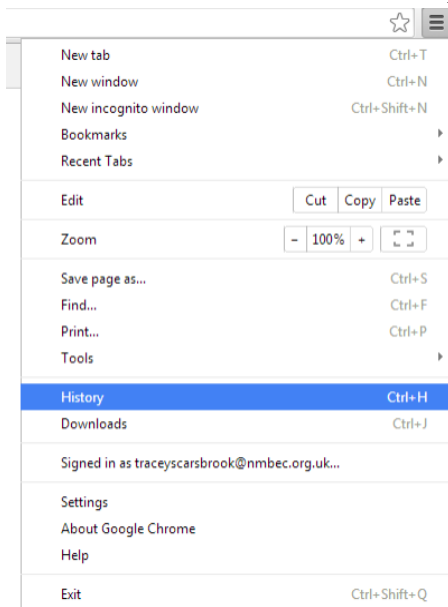 New tab Ctrl+T
New window Ctrl+N
New incognito window Ctrl+Shift+N
Bookmarks
Recent Tabs
Edit Cut Copy Paste
Zoom - 100% +
Save page as... Ctrl+S
Find... Ctrl+F
Print... Ctrl+P
Tools
History Ctrl+H
Downloads Ctrl+J
Signed in as traceyscarsbrook@nmbec.org.uk...
Settings
About Google Chrome
Help
Exit Ctrl+Shift+Q